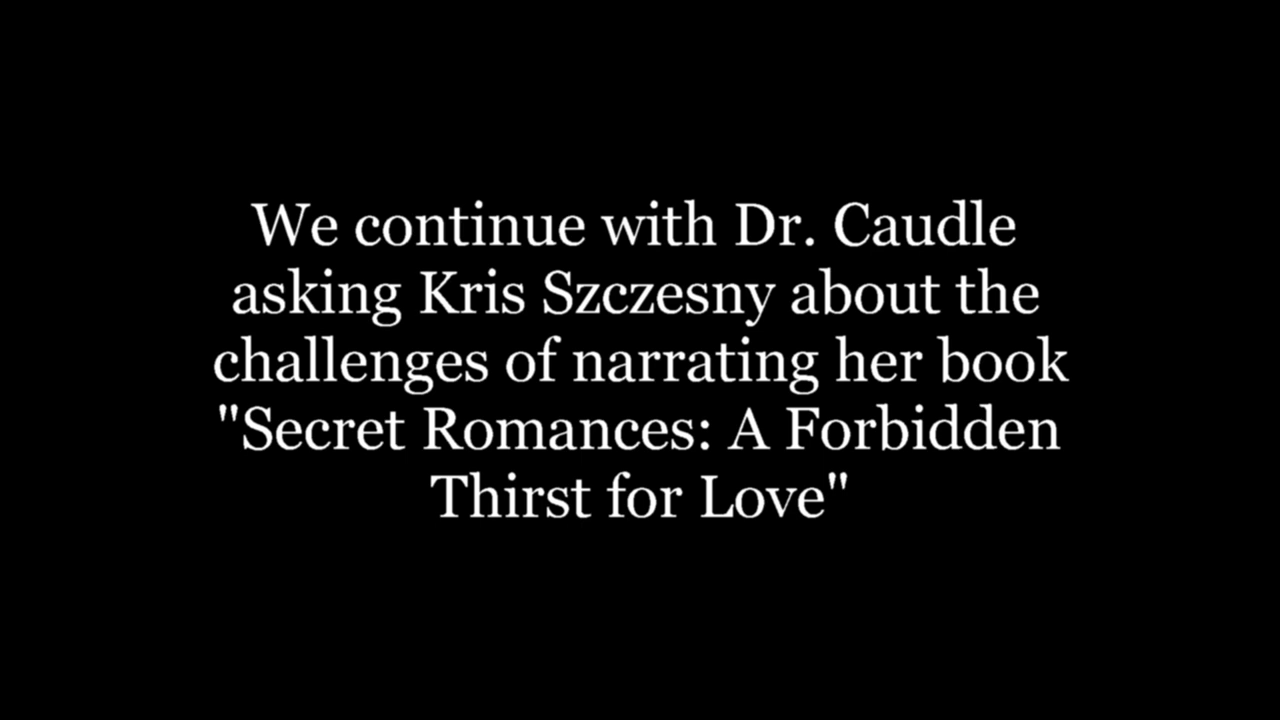 We continue with Dr. Caudle
asking Kris Szczesny about the
challenges of narrating her book
"Secret Romances: A Forbidden
Thirst for Love"